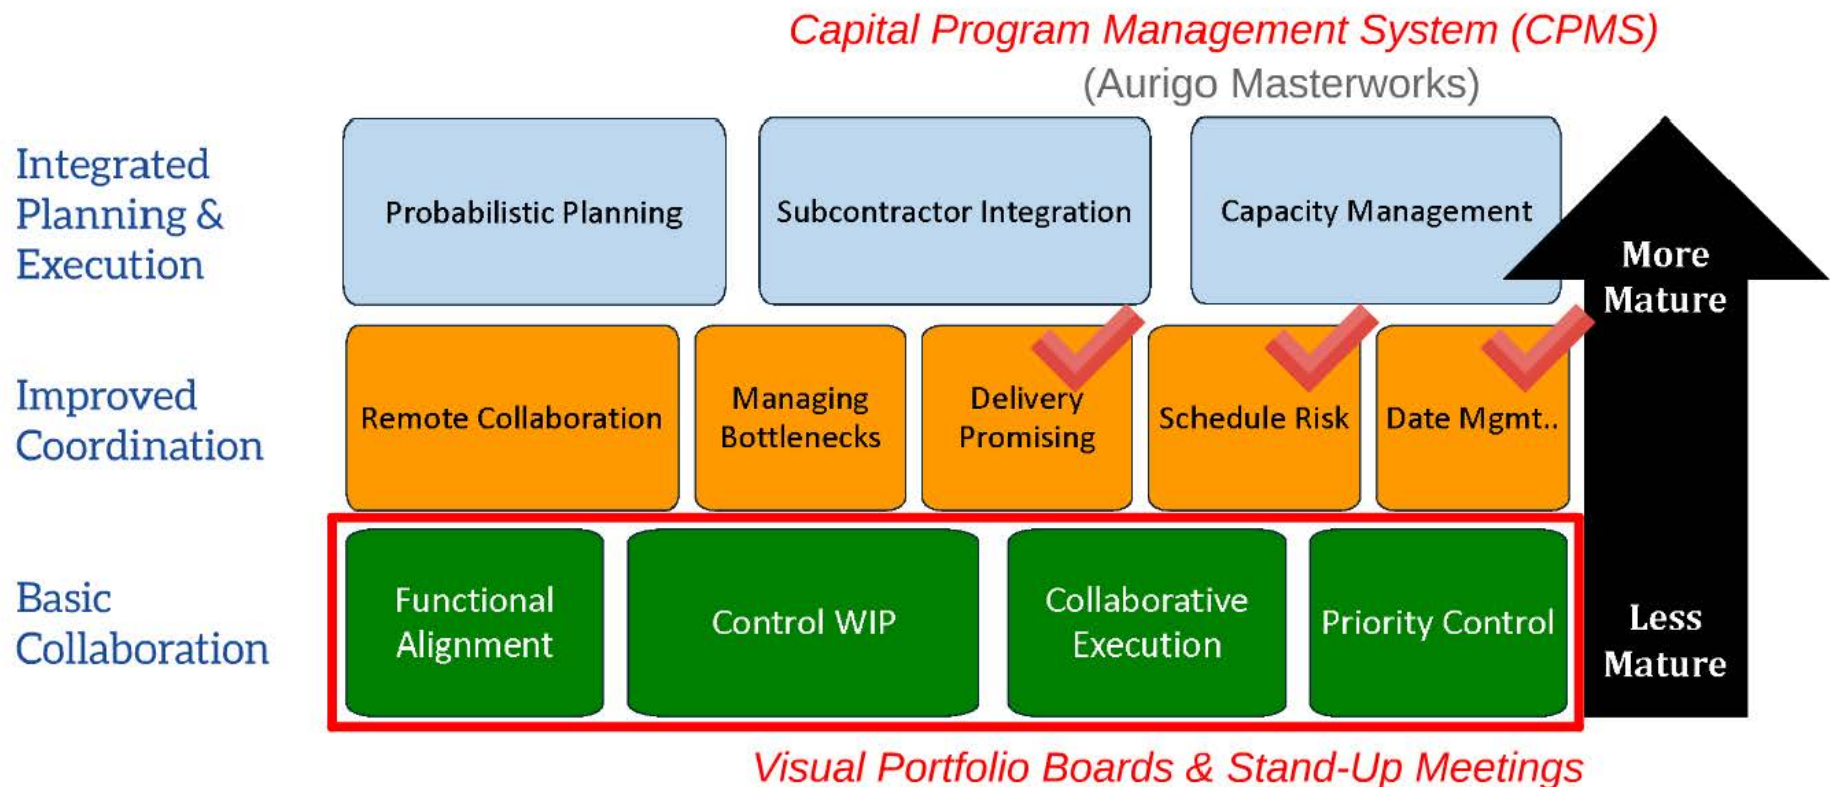 Capital Program Management System (CPMS)
(Aurigo Masterworks)
Integrated
Planning &
Execution
Probabilistic Planning
Subcontractor Integration
Capacity Management
More
Mature
Improved
Coordination
Remote Collaboration
Managing
Bottlenecks
Delivery
Promising
Schedule Risk
Date Mgmt..
Basic
Collaboration
Functional
Alignment
Control WIP
Collaborative
Execution
Priority Control
Less
Mature
Visual Portfolio Boards & Stand-Up Meetings